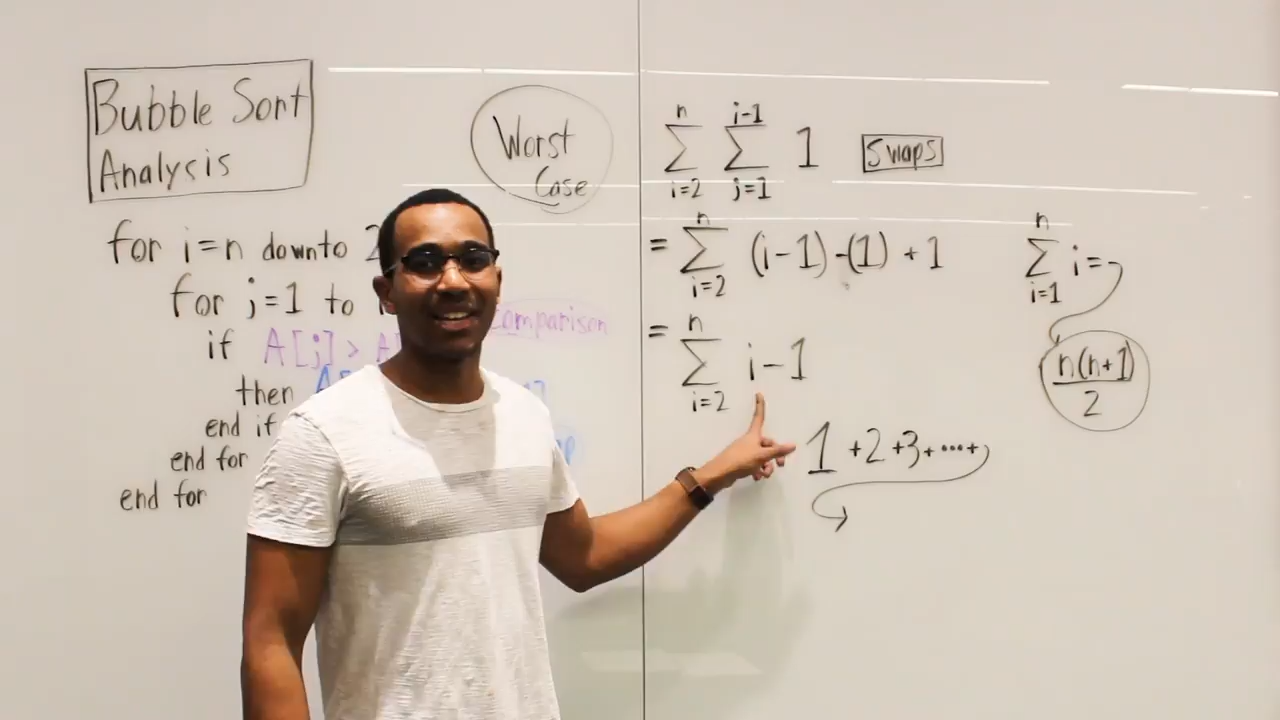 Bubble Sort
Analysis
for i=n downto 2
for j=1 to
if A[j] > A
then
end if
end for
end for
Worst
Case
comparison
n i-1
∑ ∑ 1
i=2 j=1
Swaps
n
= ∑ (i-1)-(1)+1
i=2
n
= ∑ i-1
i=2
1+2+3+....+
n
∑ i=
i=1
n(n+1)
2